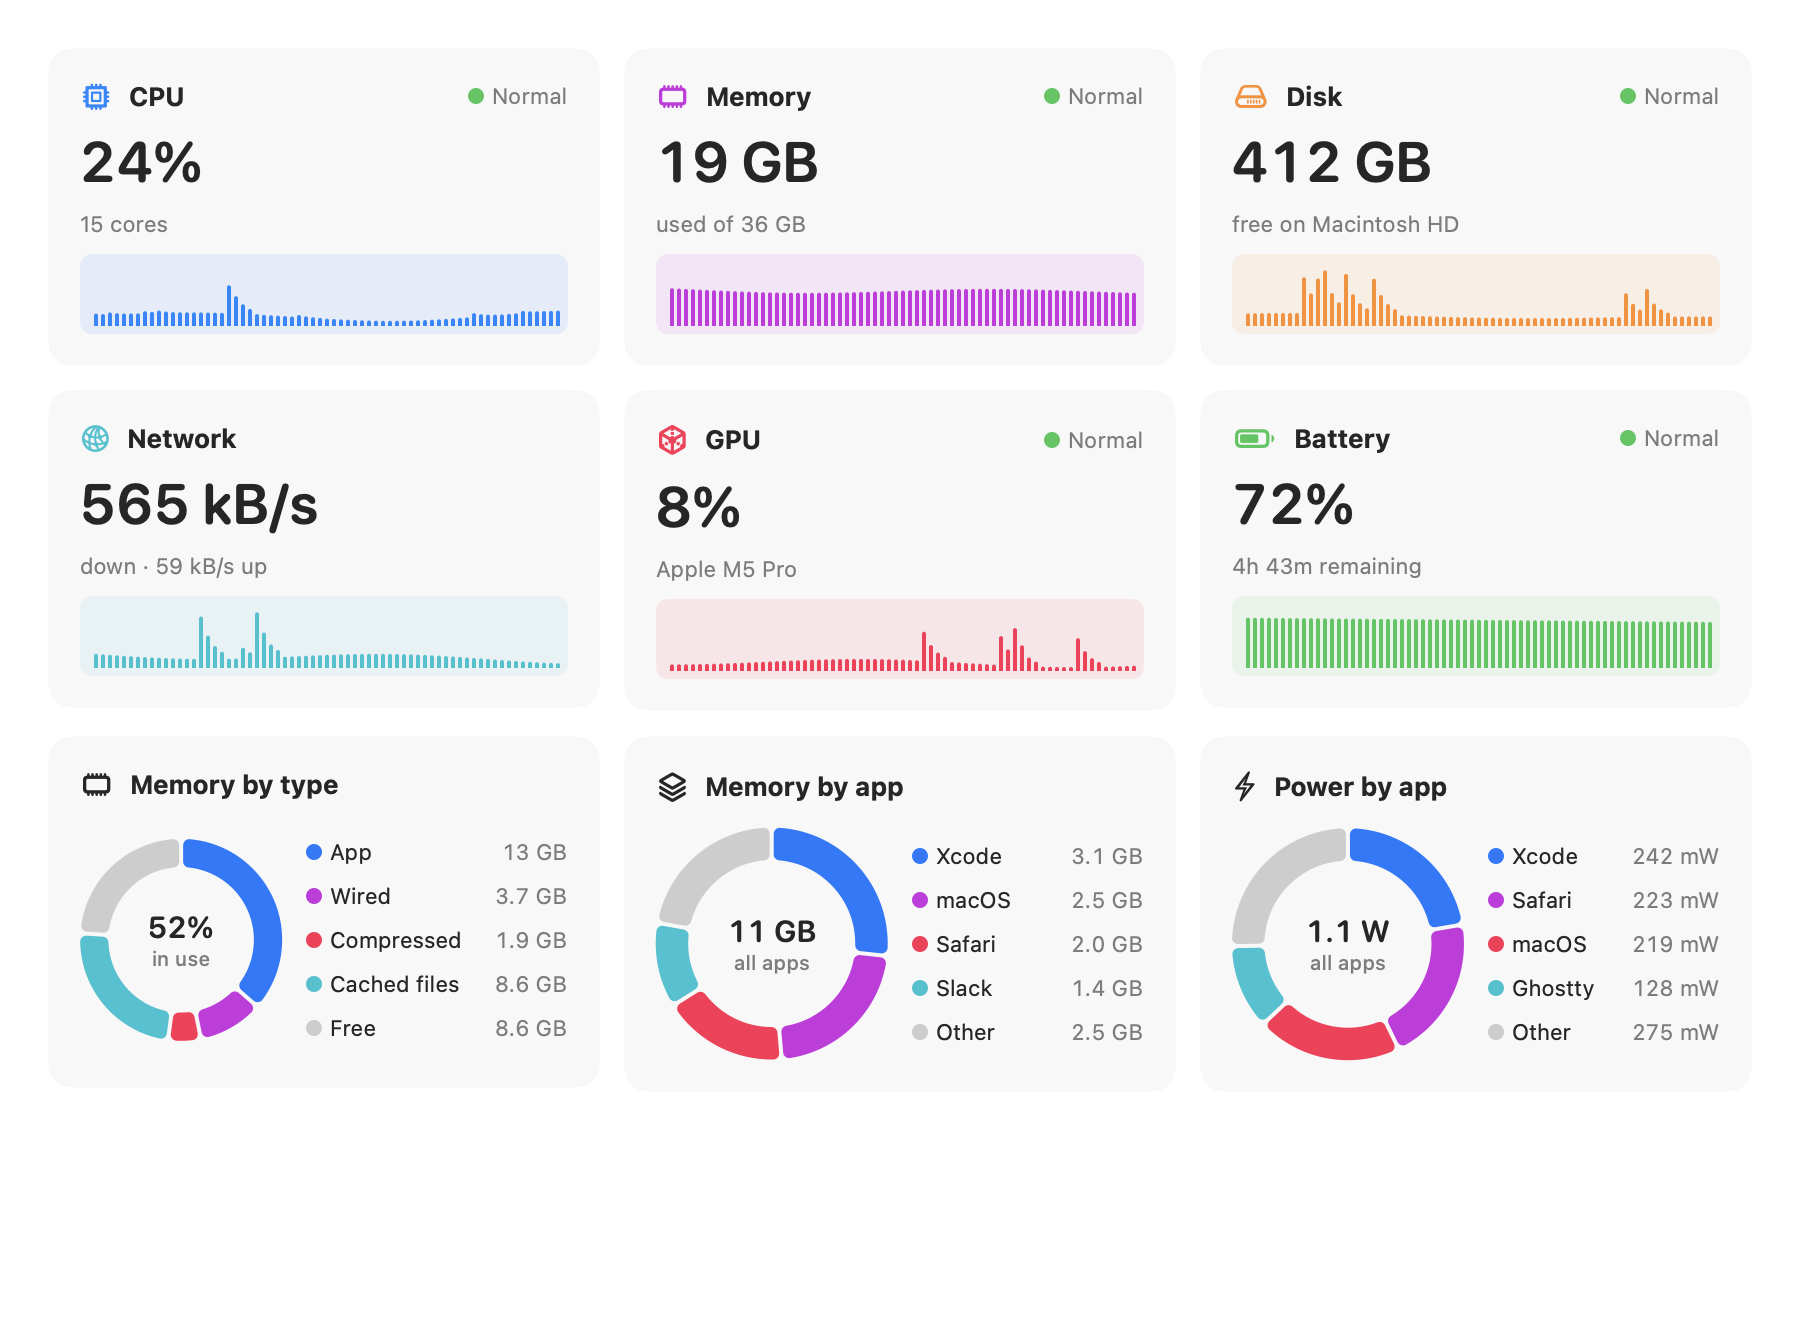 CPU
Normal
24%
15 cores
Memory
Normal
19 GB
used of 36 GB
Disk
Normal
412 GB
free on Macintosh HD
Network
565 kB/s
down · 59 kB/s up
GPU
Normal
8%
Apple M5 Pro
Battery
Normal
72%
4h 43m remaining
Memory by type
52%
in use
App 13 GB
Wired 3.7 GB
Compressed 1.9 GB
Cached files 8.6 GB
Free 8.6 GB
Memory by app
11 GB
all apps
Xcode 3.1 GB
macOS 2.5 GB
Safari 2.0 GB
Slack 1.4 GB
Other 2.5 GB
Power by app
1.1 W
all apps
Xcode 242 mW
Safari 223 mW
macOS 219 mW
Ghostty 128 mW
Other 275 mW